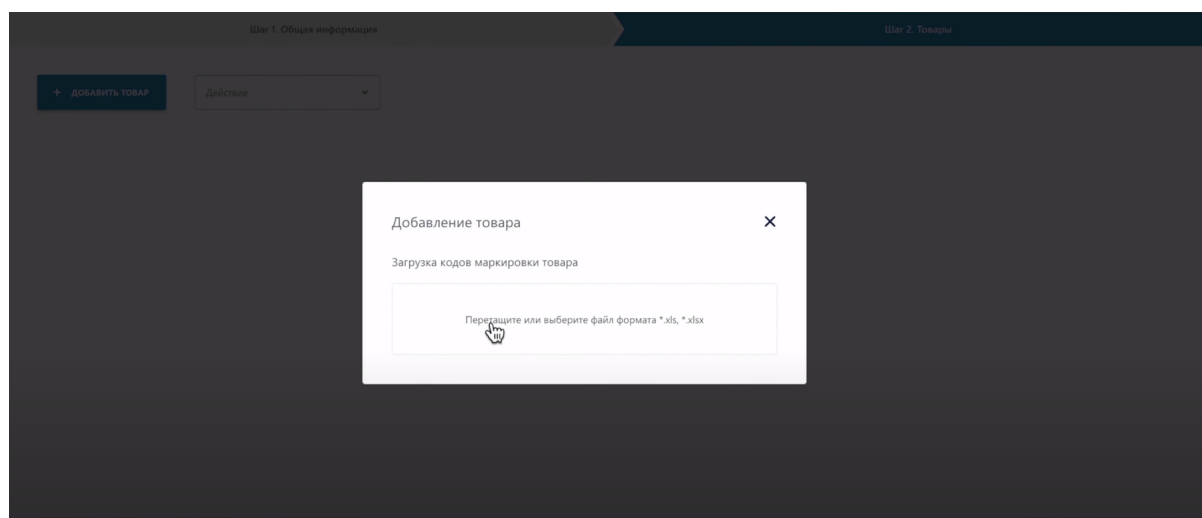 Шаг 1. Общая информация
Шаг 2. Товары
+ ДОБАВИТЬ ТОВАР
Действие
Добавление товара
Загрузка кодов маркировки товара
Перетащите или выберите файл формата *.xls, *.xlsx